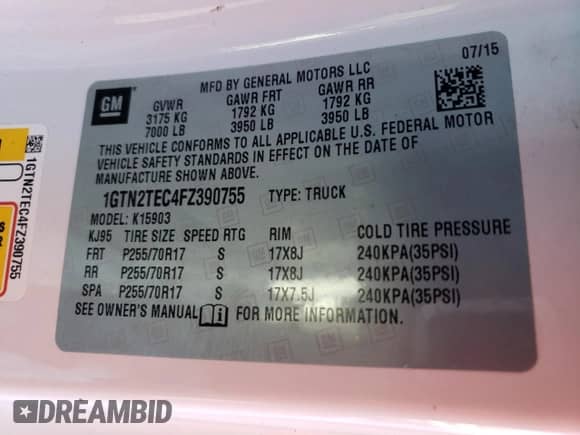 07/15
MFD BY GENERAL MOTORS LLC
GM
GVWR GAWR FRT GAWR RR
3175 KG 1792 KG 1792 KG
7000 LB 3950 LB 3950 LB
THIS VEHICLE CONFORMS TO ALL APPLICABLE U.S. FEDERAL MOTOR
VEHICLE SAFETY STANDARDS IN EFFECT ON THE DATE OF
MANUFACTURE SHOWN ABOVE.
1GTN2TEC4FZ390755 TYPE: TRUCK
MODEL: K15903
KJ95 TIRE SIZE SPEED RTG RIM COLD TIRE PRESSURE
FRT P255/70R17 S 17X8J 240KPA(35PSI)
RR P255/70R17 S 17X8J 240KPA(35PSI)
SPA P255/70R17 S 17X7.5J 240KPA(35PSI)
SEE OWNER'S MANUAL FOR MORE INFORMATION.
1GTN2TEC4FZ390755
DREAMBID